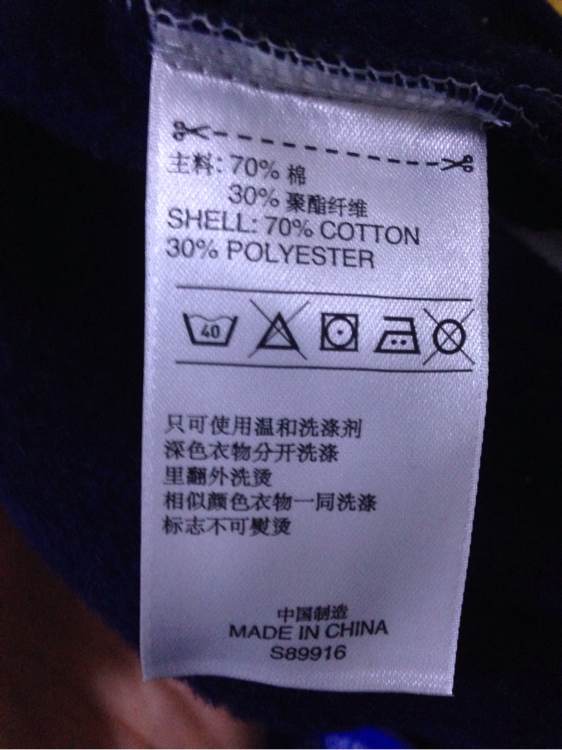 主料: 70% 棉
30% 聚酯纤维
SHELL: 70% COTTON
30% POLYESTER
40
只可使用温和洗涤剂
深色衣物分开洗涤
里翻外洗烫
相似颜色衣物一同洗涤
标志不可熨烫
中国制造
MADE IN CHINA
S89916